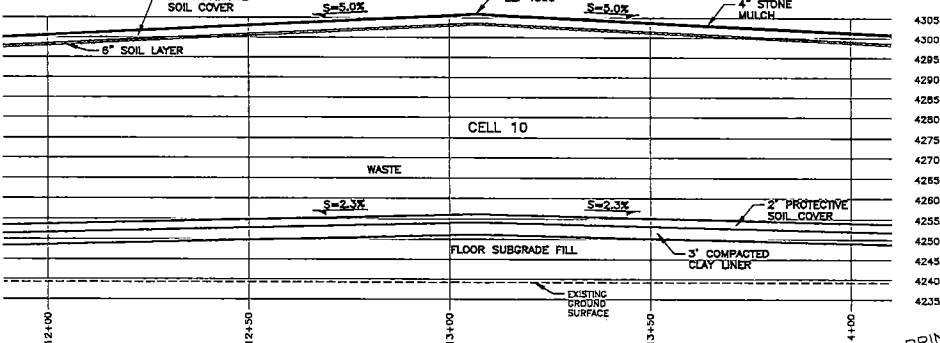 SOIL COVER
S=5.0%
S=5.0%
4" STONE
MULCH
6" SOIL LAYER
CELL 10
WASTE
S=2.3%
S=2.3%
2' PROTECTIVE
SOIL COVER
FLOOR SUBGRADE FILL
3' COMPACTED
CLAY LINER
EXISTING
GROUND
SURFACE
4305
4300
4295
4290
4285
4280
4275
4270
4265
4260
4255
4250
4245
4240
4235
12+00
12+50
13+00
13+50
4+00